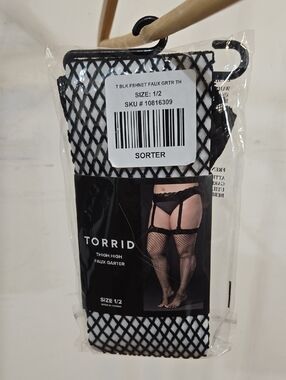 T BLK FSHNET FAUX GRTR TH
SIZE: 1/2
SKU # 10816309
SORTER
TORRID
THIGH HIGH
FAUX GARTER
SIZE 1/2